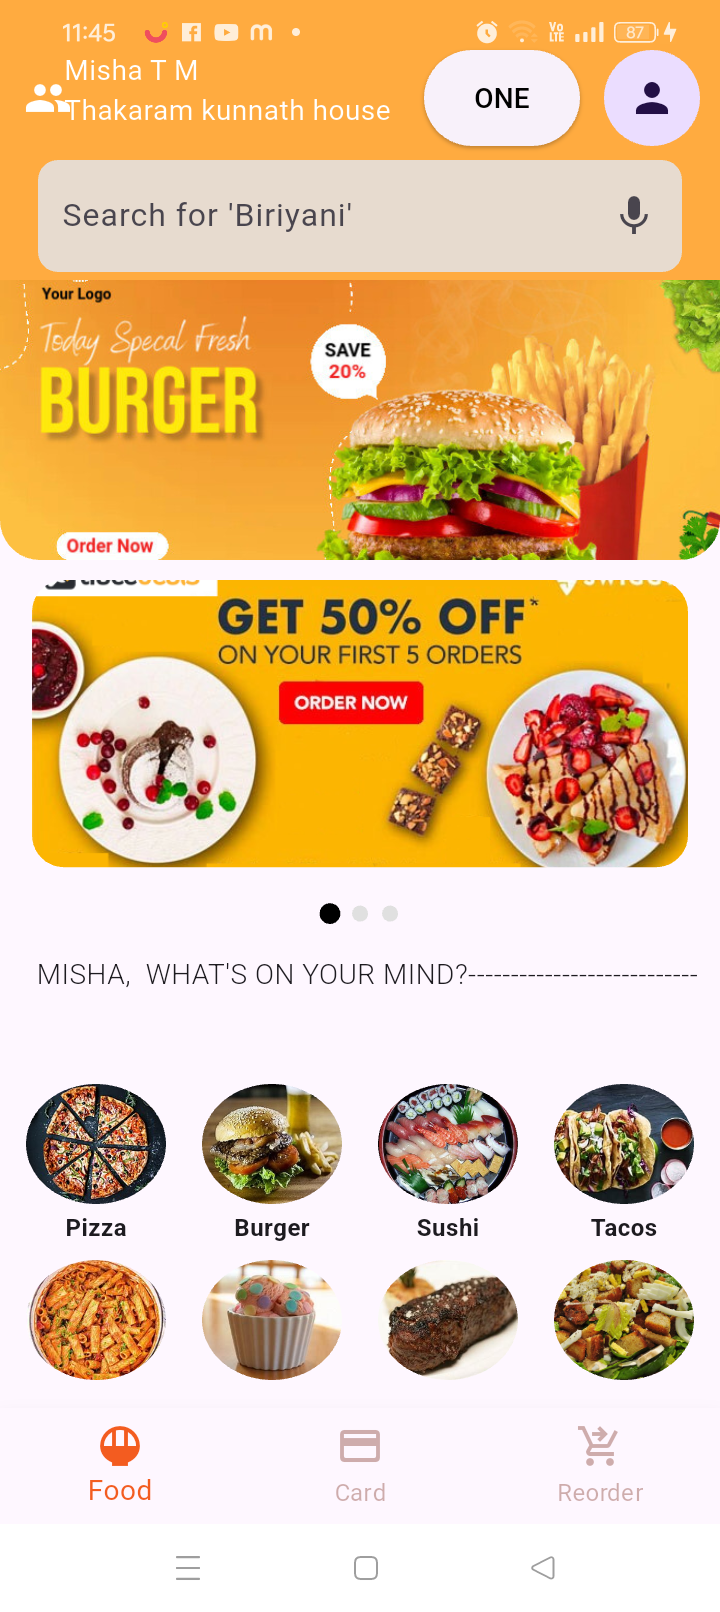 11:45
Vo LTE
87
Misha T M
Thakaram kunnath house
ONE
Search for 'Biriyani'
Your Logo
Today Specal Fresh
BURGER
SAVE
20%
Order Now
GET 50% OFF*
ON YOUR FIRST 5 ORDERS
ORDER NOW
MISHA,  WHAT'S ON YOUR MIND?---------------------------
Pizza
Burger
Sushi
Tacos
Food
Card
Reorder